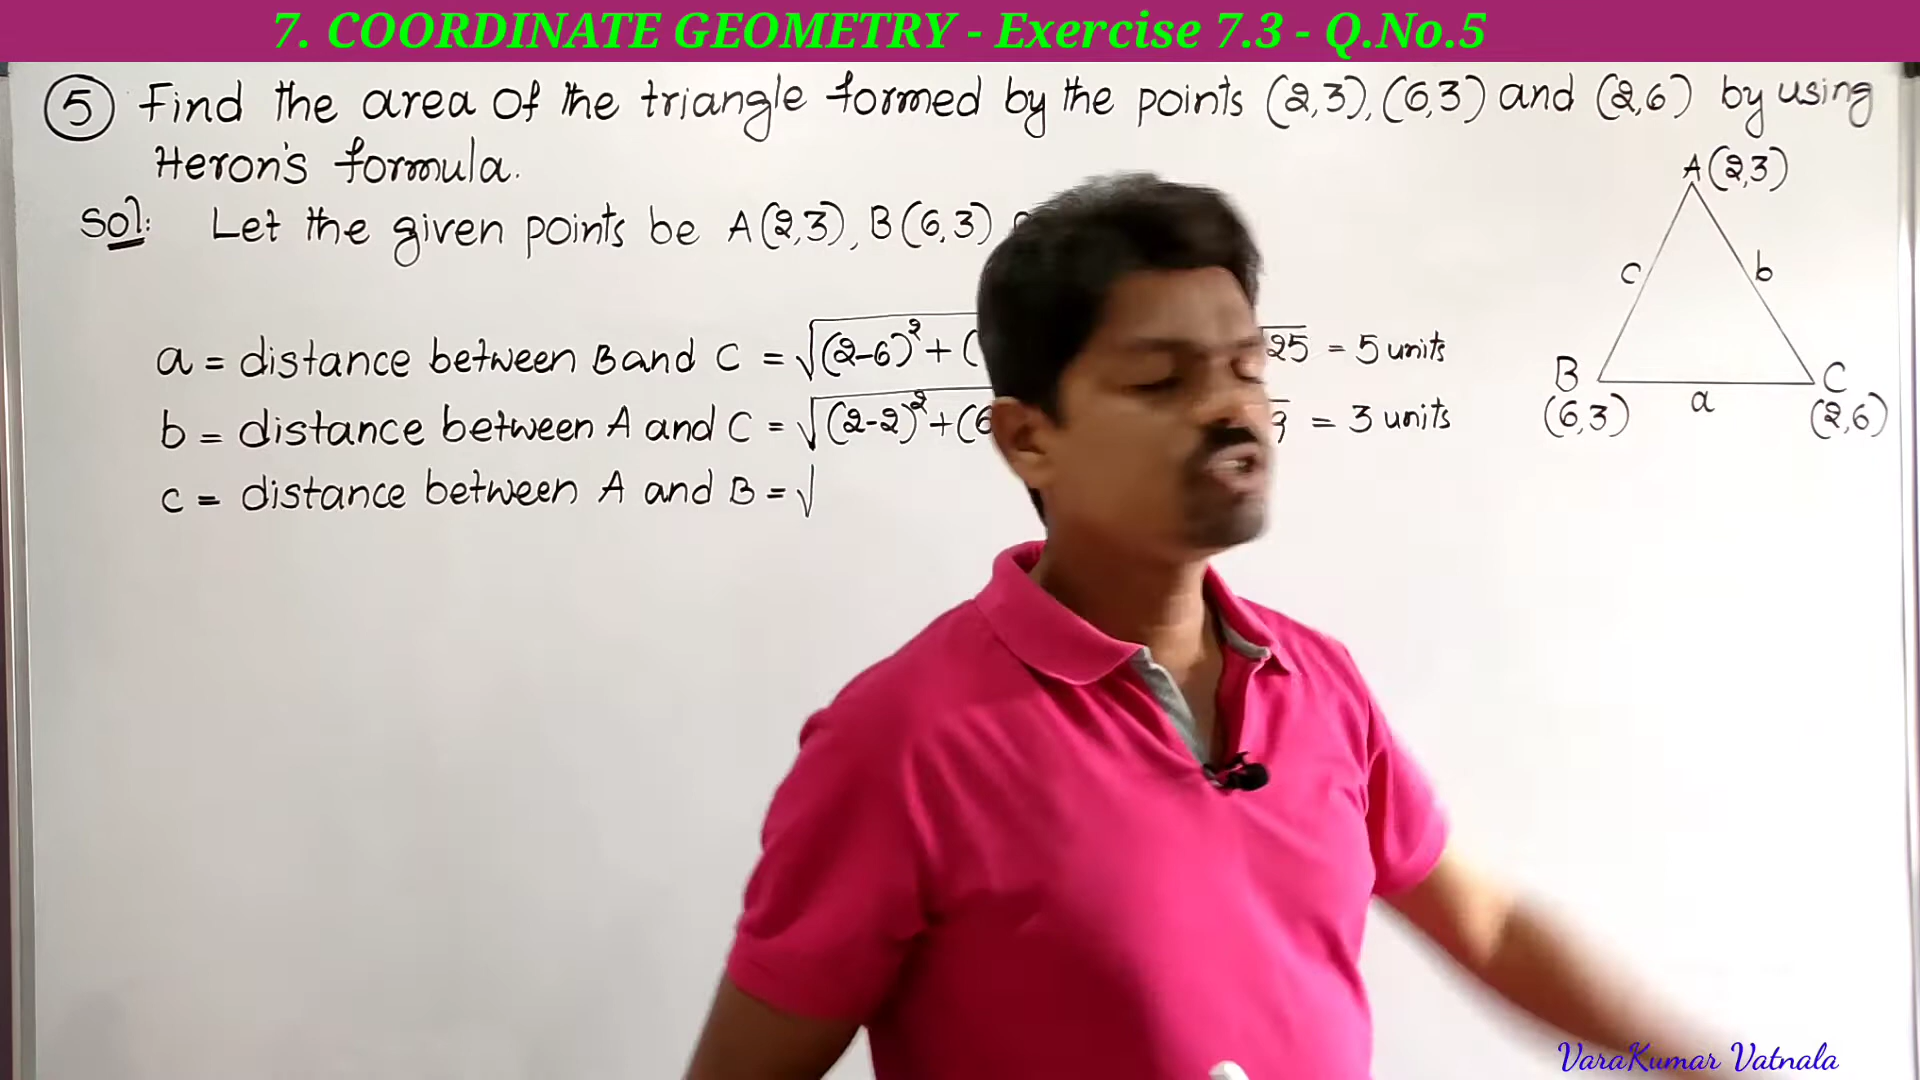 7. COORDINATE GEOMETRY - Exercise 7.3 - Q.No.5
5 Find the area of the triangle formed by the points (2,3), (6,3) and (2,6) by using
Heron's formula.
Sol: Let the given points be A(2,3), B(6,3)
a = distance between B and C = √(2-6)²+( 25 = 5 units
b = distance between A and C = √(2-2)²+(6 9 = 3 units
c = distance between A and B = √
A(2,3)
c b
B C
a
(6,3) (2,6)
VaraKumar Vatnala